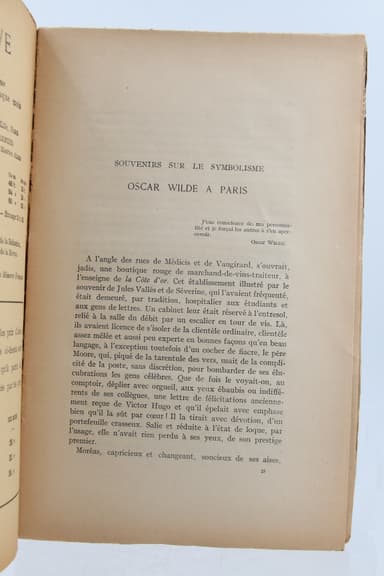 SOUVENIRS SUR LE SYMBOLISME
OSCAR WILDE A PARIS
J'eus conscience de ma personna-
lité et je forçai les autres à s'en aper-
cevoir.
OSCAR WILDE.
A l'angle des rues de Médicis et de Vaugirard, s'ouvrait,
jadis, une boutique rouge de marchand-de-vins-traiteur, à
l'enseigne de la Côte d'or. Cet établissement illustré par le
souvenir de Jules Vallès et de Séverine, qui l'avaient fréquenté,
était demeuré, par tradition, hospitalier aux étudiants et
aux gens de lettres. Un cabinet leur était réservé à l'entresol,
relié à la salle du débit par un escalier en tour de vis. Là,
ils avaient licence de s'isoler de la clientèle ordinaire, clientèle
assez mêlée et aussi peu experte en bonnes façons qu'en beau
langage, à l'exception toutefois d'un cocher de fiacre, le père
Moore, qui, piqué de la tarentule des vers, usait de la compli-
cité de la poste, sans discrétion, pour bombarder de ses élu-
cubrations les gens célèbres. Que de fois le voyait-on, au
comptoir, déplier avec orgueil, aux yeux ébaubis ou indiffé-
rents de ses collègues, une lettre de félicitations ancienne-
ment reçue de Victor Hugo et qu'il épelait avec emphase
bien qu'il la sût par cœur ! Il la tirait avec dévotion, d'un
portefeuille crasseux. Salie et réduite à l'état de loque, par
l'usage, elle n'avait rien perdu à ses yeux, de son prestige
premier.
Moréas, capricieux et changeant, soucieux de ses aises,